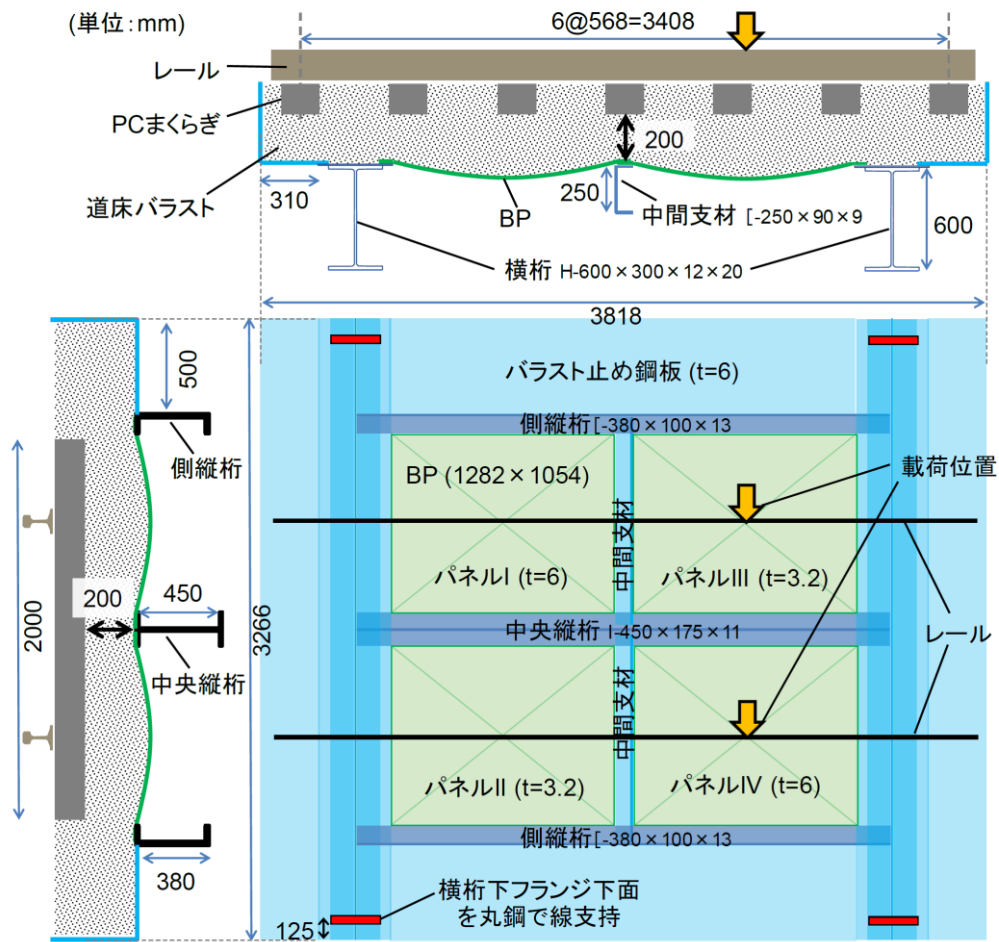 (単位:mm)
6@568=3408
レール
PCまくらぎ
道床バラスト
200
310
BP
250
中間支材 [-250×90×9
600
横桁 H-600×300×12×20
3818
500
側縦桁
2000
200
450
中央縦桁
380
3266
バラスト止め鋼板 (t=6)
側縦桁[-380×100×13
BP (1282×1054)
中間支材
載荷位置
パネルI (t=6)
パネルIII (t=3.2)
中央縦桁 I-450×175×11
レール
中間支材
パネルII (t=3.2)
パネルIV (t=6)
側縦桁[-380×100×13
125
横桁下フランジ下面
を丸鋼で線支持